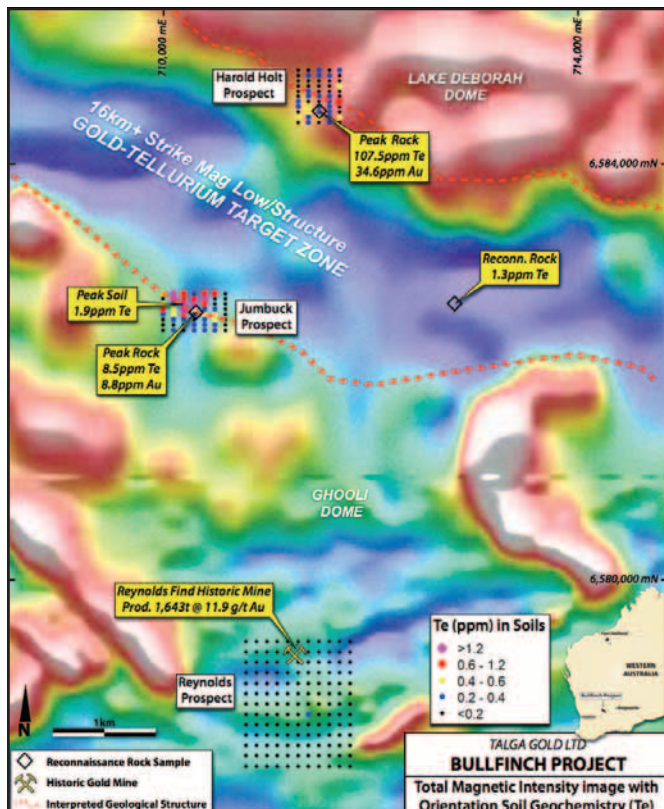 710,000 mE
714,000 mE
Harold Holt
Prospect
LAKE DEBORAH
DOME
Peak Rock
107.5ppm Te
34.6ppm Au
6,584,000 mN
16km+ Strike Mag Low/Structure
GOLD-TELLURIUM TARGET ZONE
Reconn. Rock
1.3ppm Te
Peak Soil
1.9ppm Te
Jumbuck
Prospect
Peak Rock
8.5ppm Te
8.8ppm Au
GHOOLI
DOME
6,580,000 mN
Reynolds Find Historic Mine
Prod. 1,643t @ 11.9 g/t Au
Reynolds
Prospect
Te (ppm) in Soils
>1.2
0.6 - 1.2
0.4 - 0.6
0.2 - 0.4
<0.2
Port Hedland
WESTERN
AUSTRALIA
Bullfinch Project
N
1km
Reconnaissance Rock Sample
Historic Gold Mine
Interpreted Geological Structure
TALGA GOLD LTD
BULLFINCH PROJECT
Total Magnetic Intensity image with
Orientation Soil Geochemistry (Te)